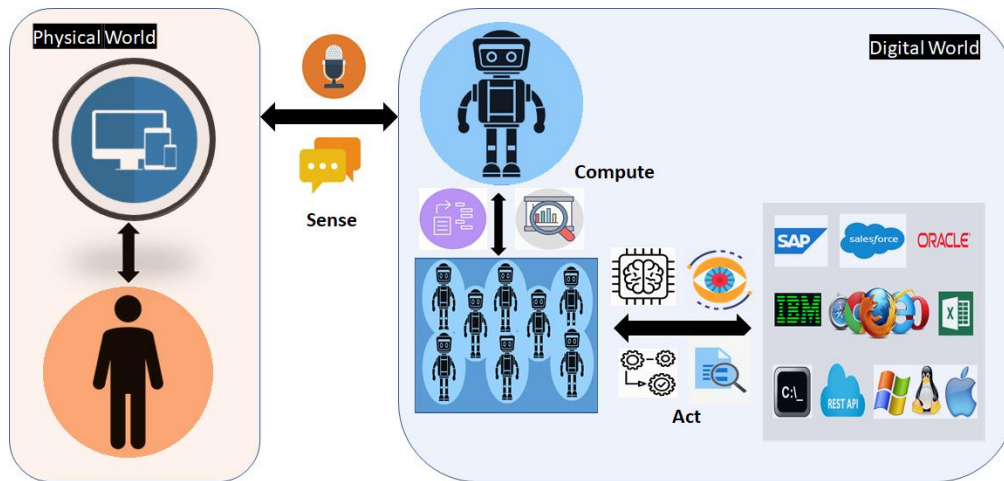 Physical World
Digital World
Sense
Compute
SAP
salesforce
ORACLE
IBM
X
C:\_
REST API
Act